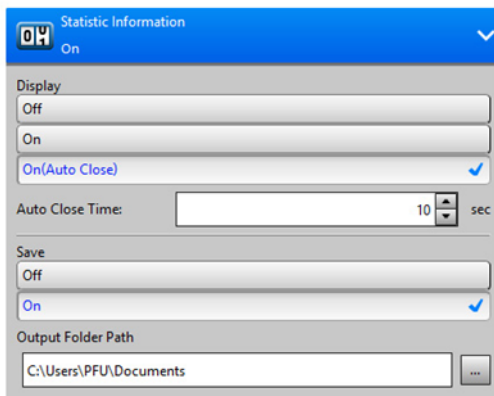 Statistic Information
On
Display
Off
On
On(Auto Close)
Auto Close Time: 10 sec
Save
Off
On
Output Folder Path
C:\Users\PFU\Documents ...